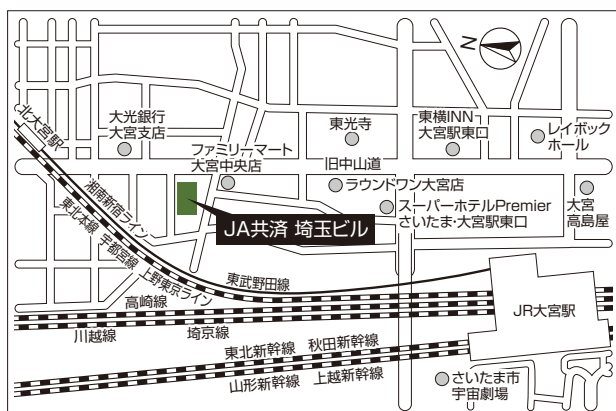 N
北大宮駅
大光銀行
大宮支店
東光寺
東横INN
大宮駅東口
レイボック
ホール
ファミリーマート
大宮中央店
旧中山道
ラウンドワン大宮店
スーパーホテルPremier
さいたま・大宮駅東口
大宮
高島屋
JA共済 埼玉ビル
湘南新宿ライン
東北本線 宇都宮線 上野東京ライン
東武野田線
高崎線
川越線
埼京線
JR大宮駅
東北新幹線 秋田新幹線
山形新幹線 上越新幹線
さいたま市
宇宙劇場